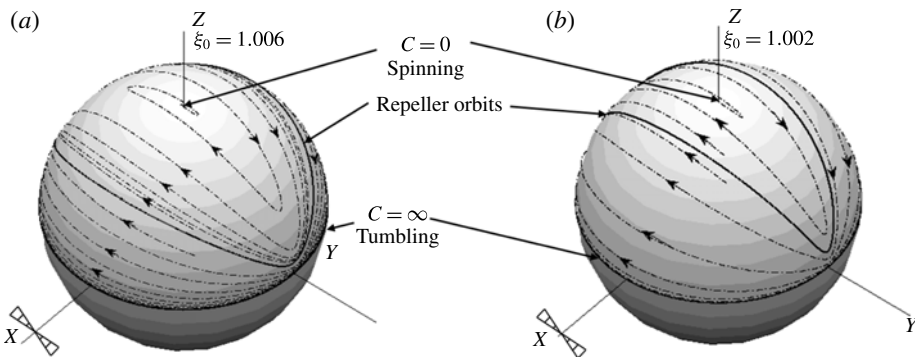 (a)
Z
ξ₀ = 1.006
C = 0
Spinning
Repeller orbits
C = ∞
Tumbling
Y
X
(b)
Z
ξ₀ = 1.002
X
Y